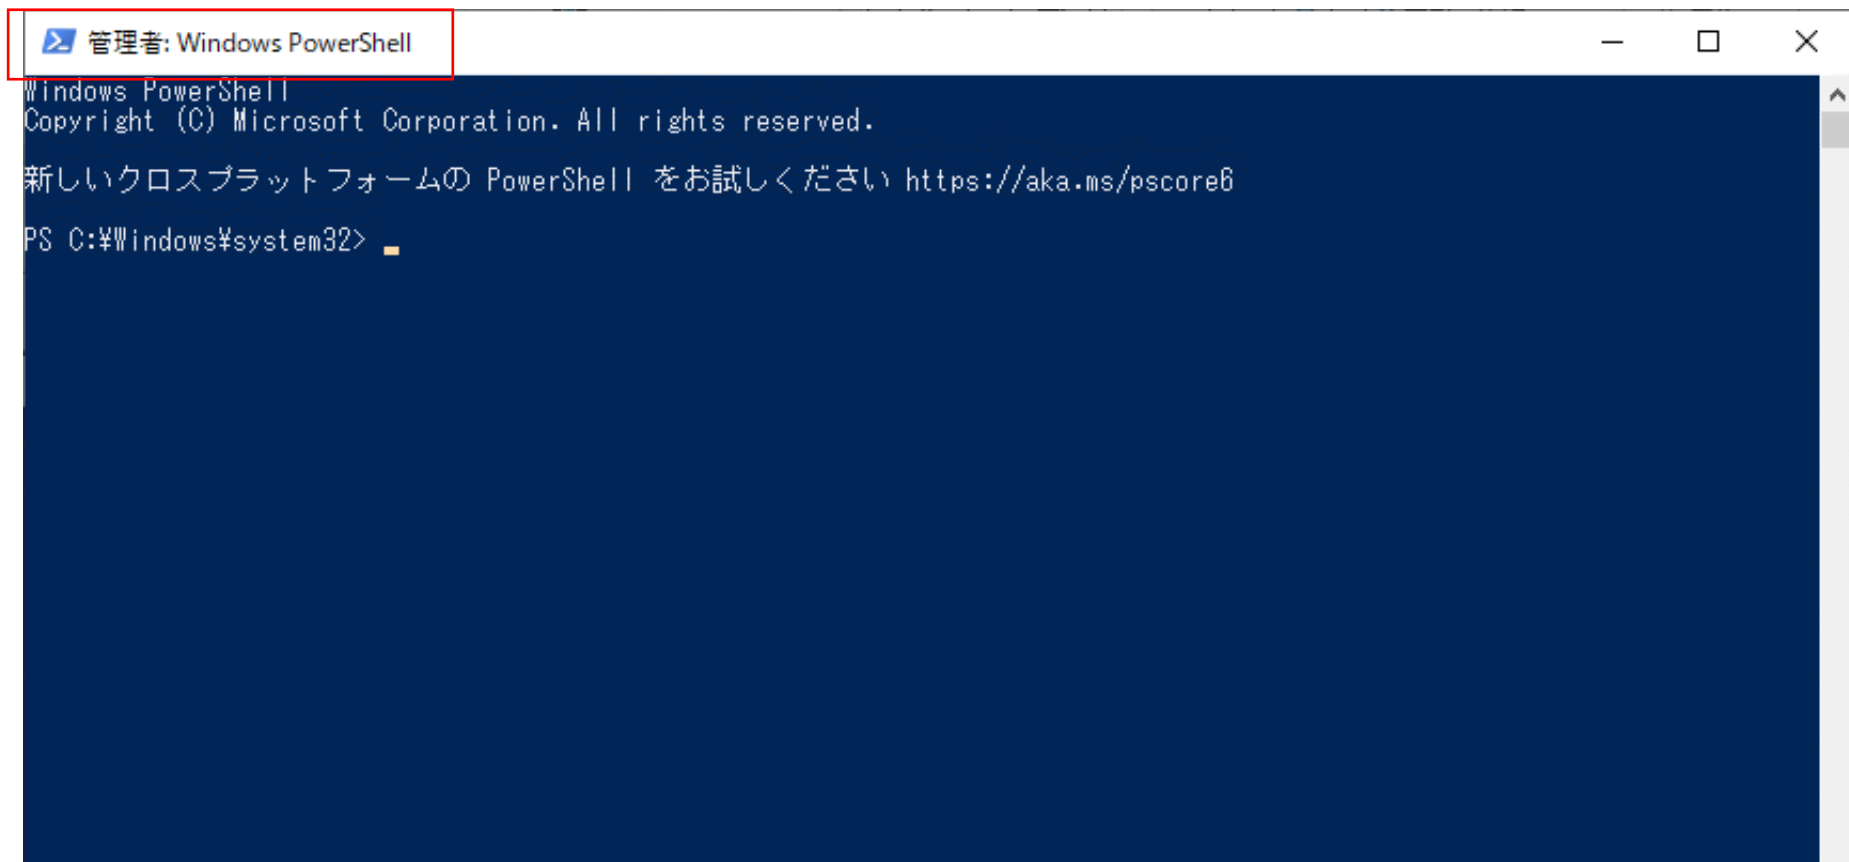 管理者: Windows PowerShell
Windows PowerShell
Copyright (C) Microsoft Corporation. All rights reserved.
新しいクロスプラットフォームの PowerShell をお試しください https://aka.ms/pscore6
PS C:¥Windows¥system32>